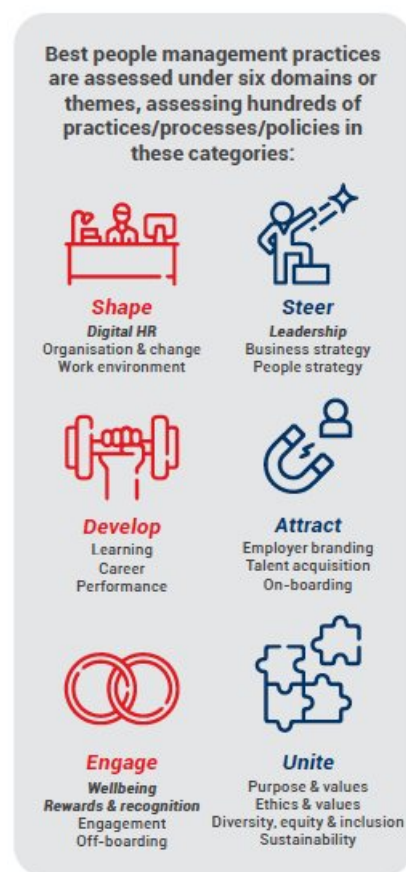 Best people management practices
are assessed under six domains or
themes, assessing hundreds of
practices/processes/policies in
these categories:
Shape
Digital HR
Organisation & change
Work environment
Steer
Leadership
Business strategy
People strategy
Develop
Learning
Career
Performance
Attract
Employer branding
Talent acquisition
On-boarding
Engage
Wellbeing
Rewards & recognition
Engagement
Off-boarding
Unite
Purpose & values
Ethics & values
Diversity, equity & inclusion
Sustainability